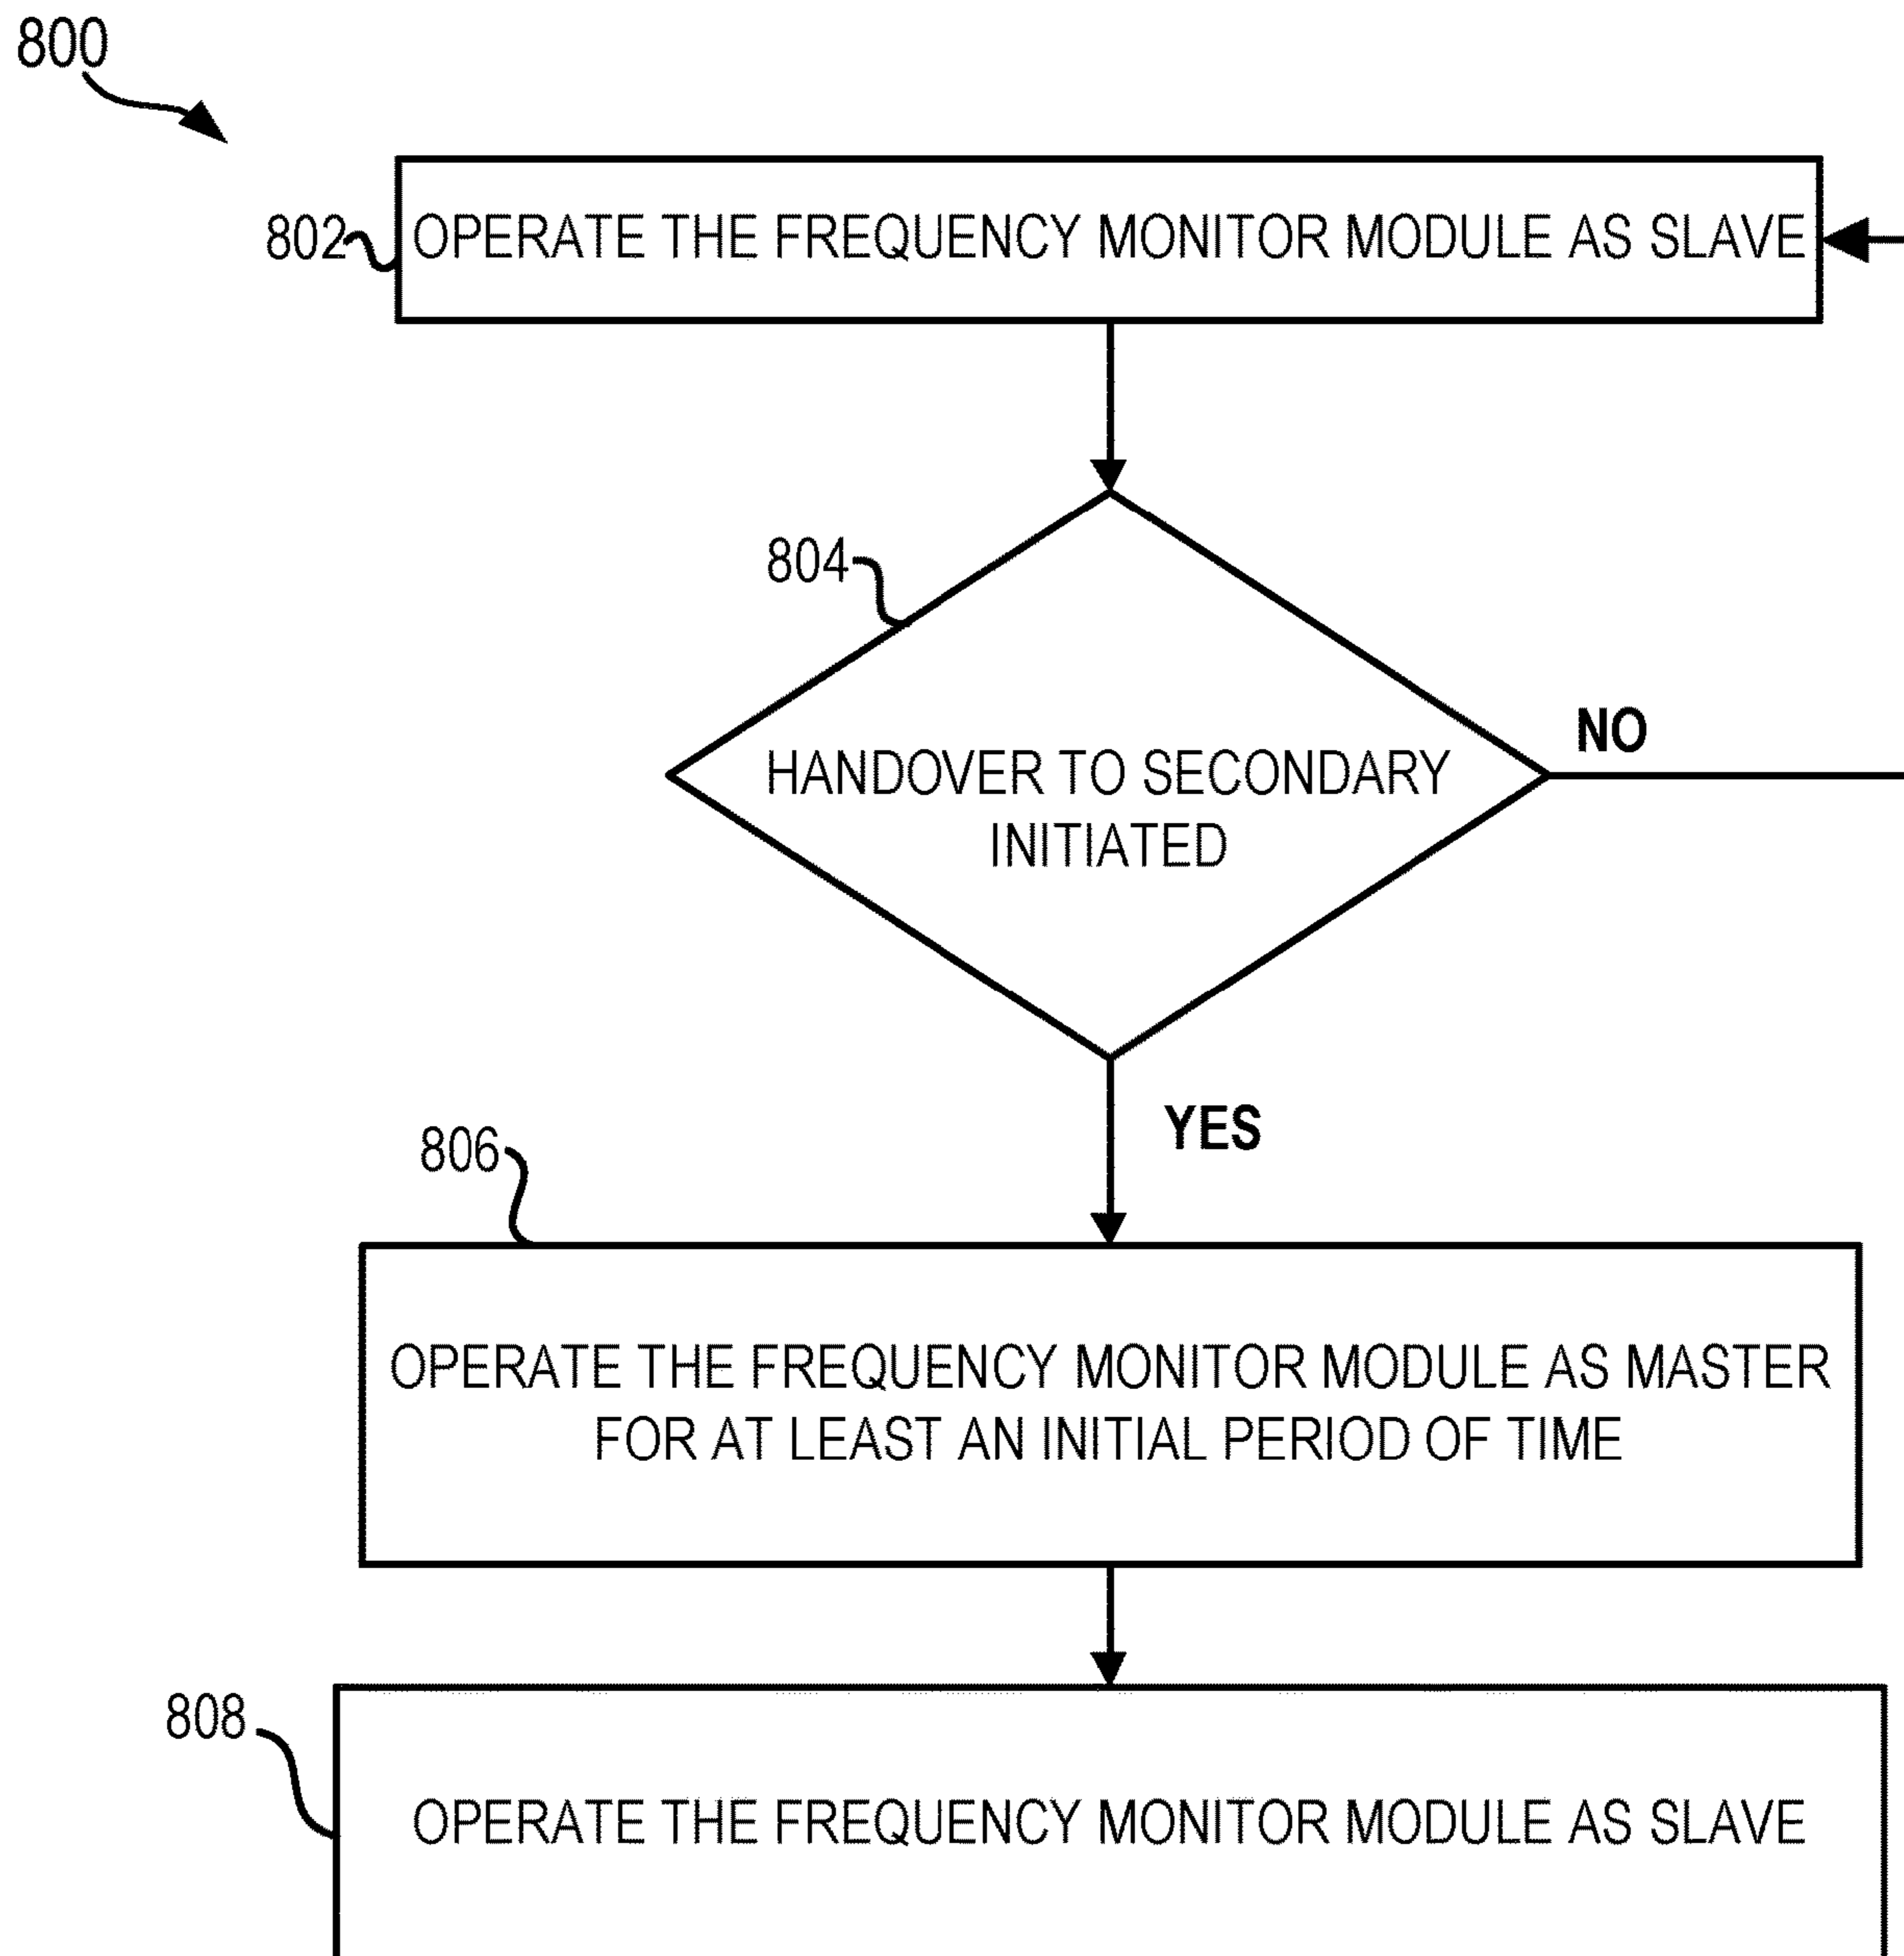 800
802
OPERATE THE FREQUENCY MONITOR MODULE AS SLAVE
804
HANDOVER TO SECONDARY
INITIATED
NO
YES
806
OPERATE THE FREQUENCY MONITOR MODULE AS MASTER
FOR AT LEAST AN INITIAL PERIOD OF TIME
808
OPERATE THE FREQUENCY MONITOR MODULE AS SLAVE